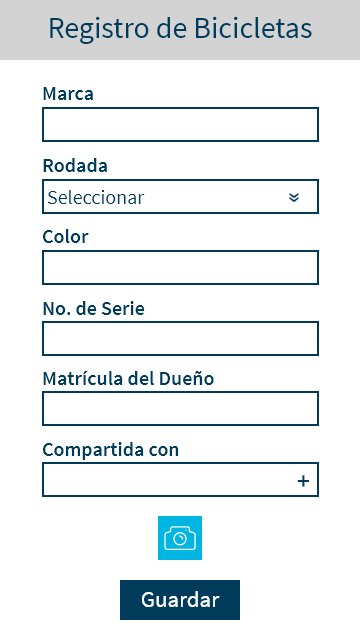 Registro de Bicicletas
Marca
Rodada
Seleccionar
Color
No. de Serie
Matrícula del Dueño
Compartida con
+
Guardar